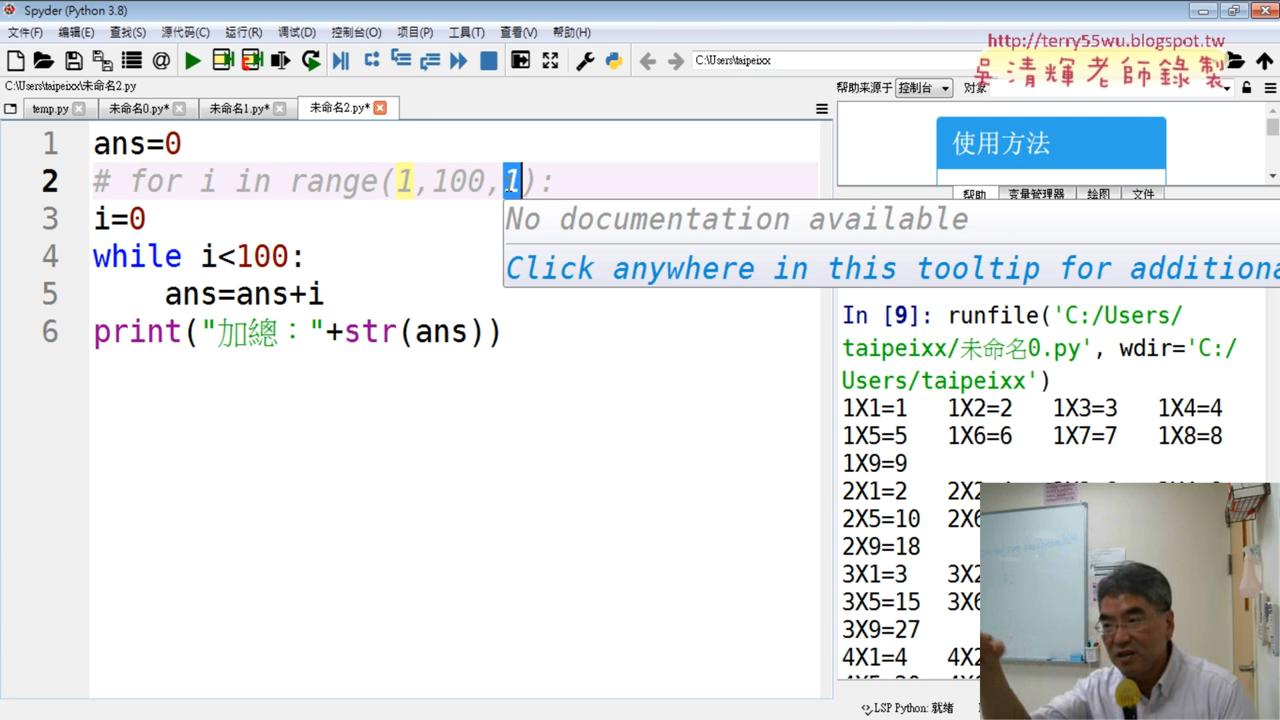 Spyder (Python 3.8)
文件(F) 编辑(E) 查找(S) 源代码(C) 运行(R) 调试(D) 控制台(O) 项目(P) 工具(T) 查看(V) 帮助(H)
http://terry55wu.blogspot.tw
吳清輝老師錄製
C:\Users\taipeixx
C:\Users\taipeixx\未命名2.py
帮助来源于 控制台 对象
temp.py 未命名0.py* 未命名1.py* 未命名2.py*
使用方法
帮助 变量管理器 绘图 文件
1 ans=0
2 # for i in range(1,100,1):
3 i=0
4 while i<100:
5 ans=ans+i
6 print("加總："+str(ans))
No documentation available
Click anywhere in this tooltip for additiona
In [9]: runfile('C:/Users/
taipeixx/未命名0.py', wdir='C:/
Users/taipeixx')
1X1=1 1X2=2 1X3=3 1X4=4
1X5=5 1X6=6 1X7=7 1X8=8
1X9=9
2X1=2
2X5=10
2X9=18
3X1=3
3X5=15
3X9=27
4X1=4
LSP Python: 就绪